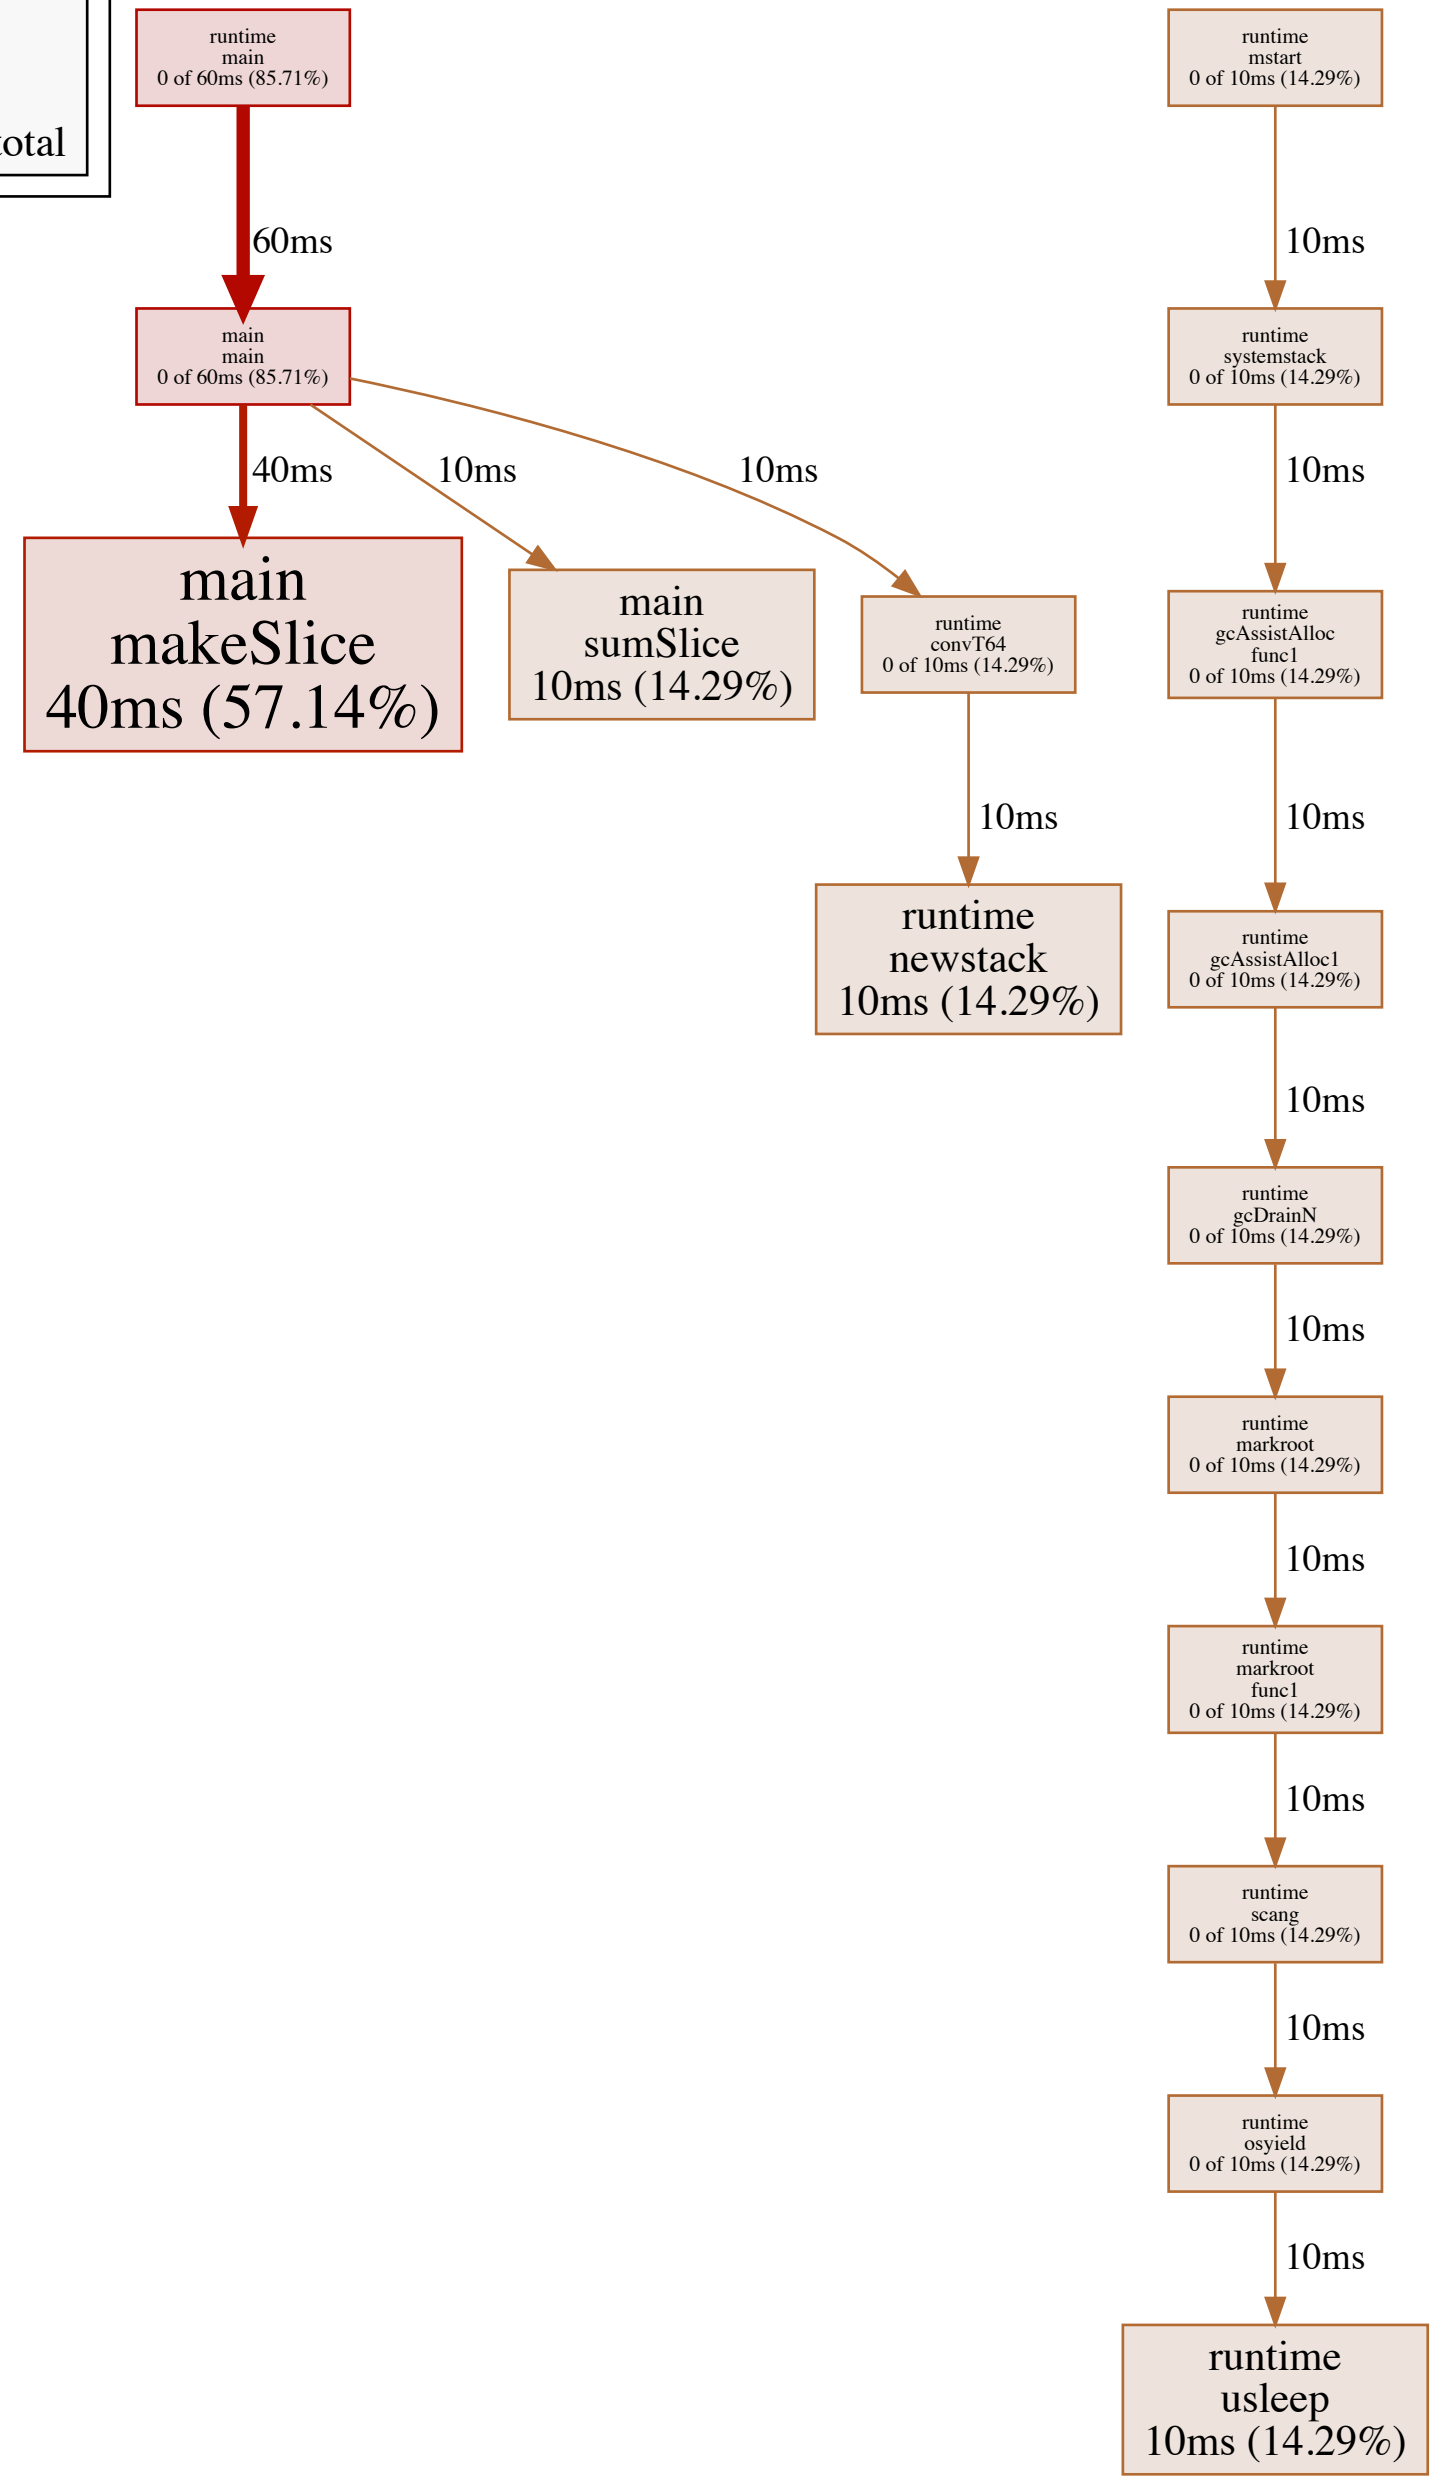 total
runtime
main
0 of 60ms (85.71%)
60ms
main
main
0 of 60ms (85.71%)
40ms
10ms
10ms
main
makeSlice
40ms (57.14%)
main
sumSlice
10ms (14.29%)
runtime
convT64
0 of 10ms (14.29%)
10ms
runtime
newstack
10ms (14.29%)
runtime
mstart
0 of 10ms (14.29%)
10ms
runtime
systemstack
0 of 10ms (14.29%)
10ms
runtime
gcAssistAlloc
func1
0 of 10ms (14.29%)
10ms
runtime
gcAssistAlloc1
0 of 10ms (14.29%)
10ms
runtime
gcDrainN
0 of 10ms (14.29%)
10ms
runtime
markroot
0 of 10ms (14.29%)
10ms
runtime
markroot
func1
0 of 10ms (14.29%)
10ms
runtime
scang
0 of 10ms (14.29%)
10ms
runtime
osyield
0 of 10ms (14.29%)
10ms
runtime
usleep
10ms (14.29%)